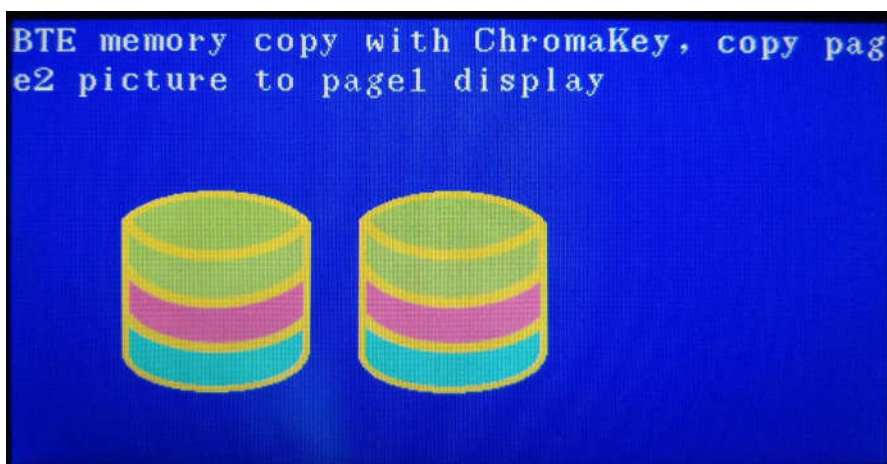 BTE memory copy with ChromaKey, copy pag
e2 picture to page1 display